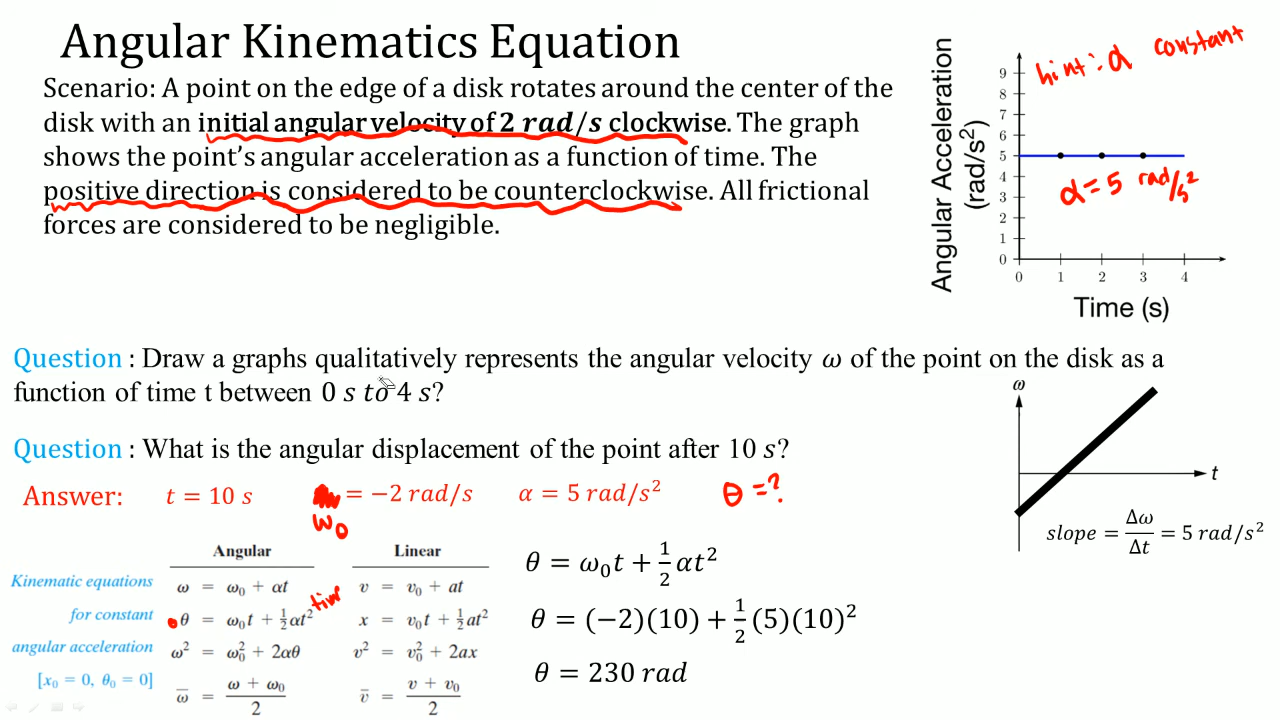 Angular Kinematics Equation
Scenario: A point on the edge of a disk rotates around the center of the
disk with an initial angular velocity of 2 rad/s clockwise. The graph
shows the point's angular acceleration as a function of time. The
positive direction is considered to be counterclockwise. All frictional
forces are considered to be negligible.
Angular Acceleration
(rad/s²)
hint: α constant
9
8
7
6
5
4
3
2
1
0
α = 5 rad/s²
0 1 2 3 4
Time (s)
Question : Draw a graphs qualitatively represents the angular velocity ω of the point on the disk as a
function of time t between 0 s to 4 s?
ω
t
slope = Δω/Δt = 5 rad/s²
Question : What is the angular displacement of the point after 10 s?
Answer: t = 10 s ω₀ = −2 rad/s α = 5 rad/s² θ = ?
Angular Linear
Kinematic equations ω = ω₀ + αt v = v₀ + at
for constant θ = ω₀t + ½αt² x = v₀t + ½at²
angular acceleration ω² = ω₀² + 2αθ v² = v₀² + 2ax
[x₀ = 0, θ₀ = 0] ω̅ = (ω + ω₀)/2 v̅ = (v + v₀)/2
θ = ω₀t + ½αt²
θ = (−2)(10) + ½(5)(10)²
θ = 230 rad